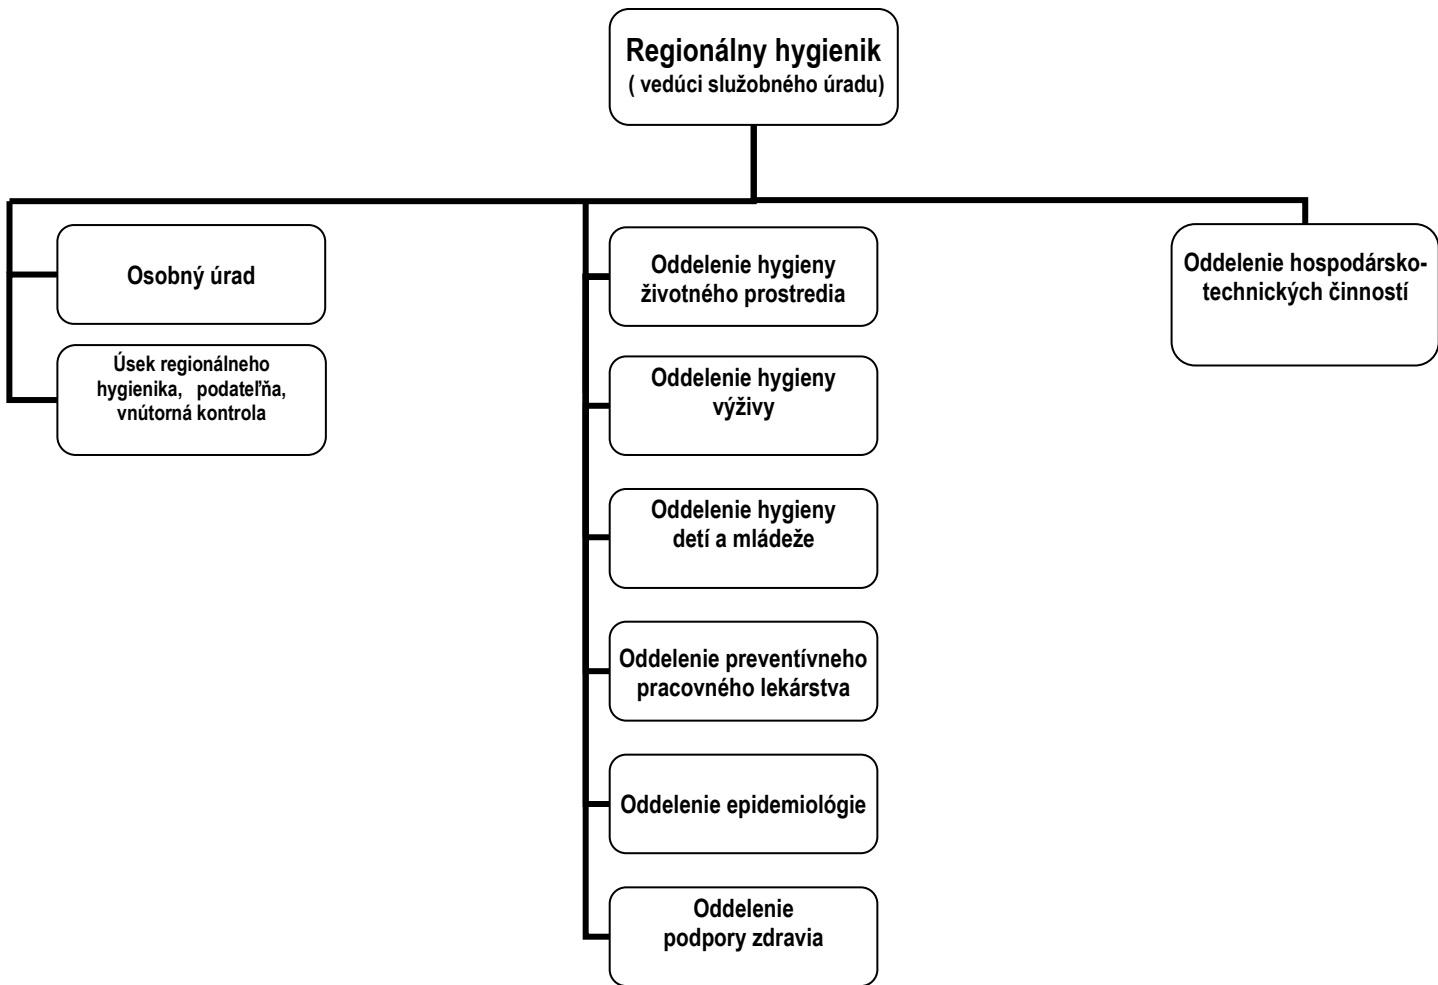 Regionálny hygienik
( vedúci služobného úradu)
Osobný úrad
Úsek regionálneho
hygienika, podateľňa,
vnútorná kontrola
Oddelenie hygieny
životného prostredia
Oddelenie hygieny
výživy
Oddelenie hygieny
detí a mládeže
Oddelenie preventívneho
pracovného lekárstva
Oddelenie epidemiológie
Oddelenie
podpory zdravia
Oddelenie hospodársko-
technických činností